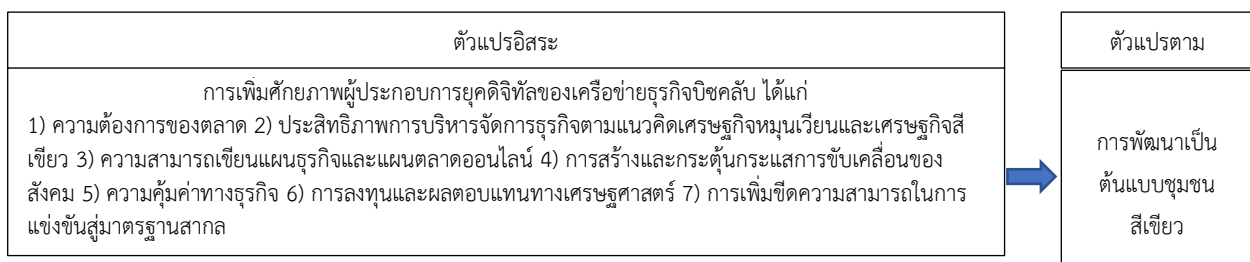 ตัวแปรอิสระ
ตัวแปรตาม
การเพิ่มศักยภาพผู้ประกอบการยุคดิจิทัลของเครือข่ายธุรกิจบิซคลับ ได้แก่
1) ความต้องการของตลาด 2) ประสิทธิภาพการบริหารจัดการธุรกิจตามแนวคิดเศรษฐกิจหมุนเวียนและเศรษฐกิจสี
เขียว 3) ความสามารถเขียนแผนธุรกิจและแผนตลาดออนไลน์ 4) การสร้างและกระตุ้นกระแสการขับเคลื่อนของ
สังคม 5) ความคุ้มค่าทางธุรกิจ 6) การลงทุนและผลตอบแทนทางเศรษฐศาสตร์ 7) การเพิ่มขีดความสามารถในการ
แข่งขันสู่มาตรฐานสากล
การพัฒนาเป็น
ต้นแบบชุมชน
สีเขียว